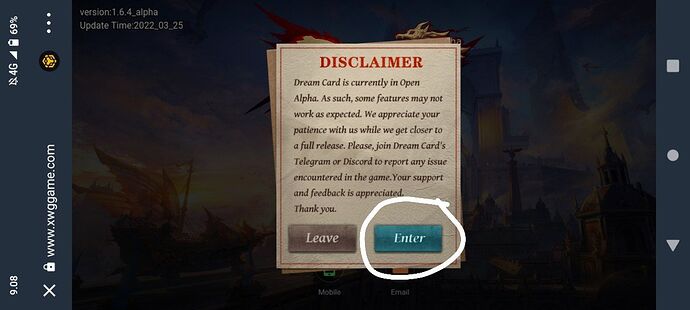 version:1.6.4_alpha
Update Time:2022_03_25
DISCLAIMER
Dream Card is currently in Open
Alpha. As such, some features may not
work as expected. We appreciate your
patience with us while we get closer to
a full release. Please, join Dream Card's
Telegram or Discord to report any issue
encountered in the game.Your support
and feedback is appreciated.
Thank you.
Leave
Enter
Mobile
Email
69%
4G
www.xwggame.com
9.08